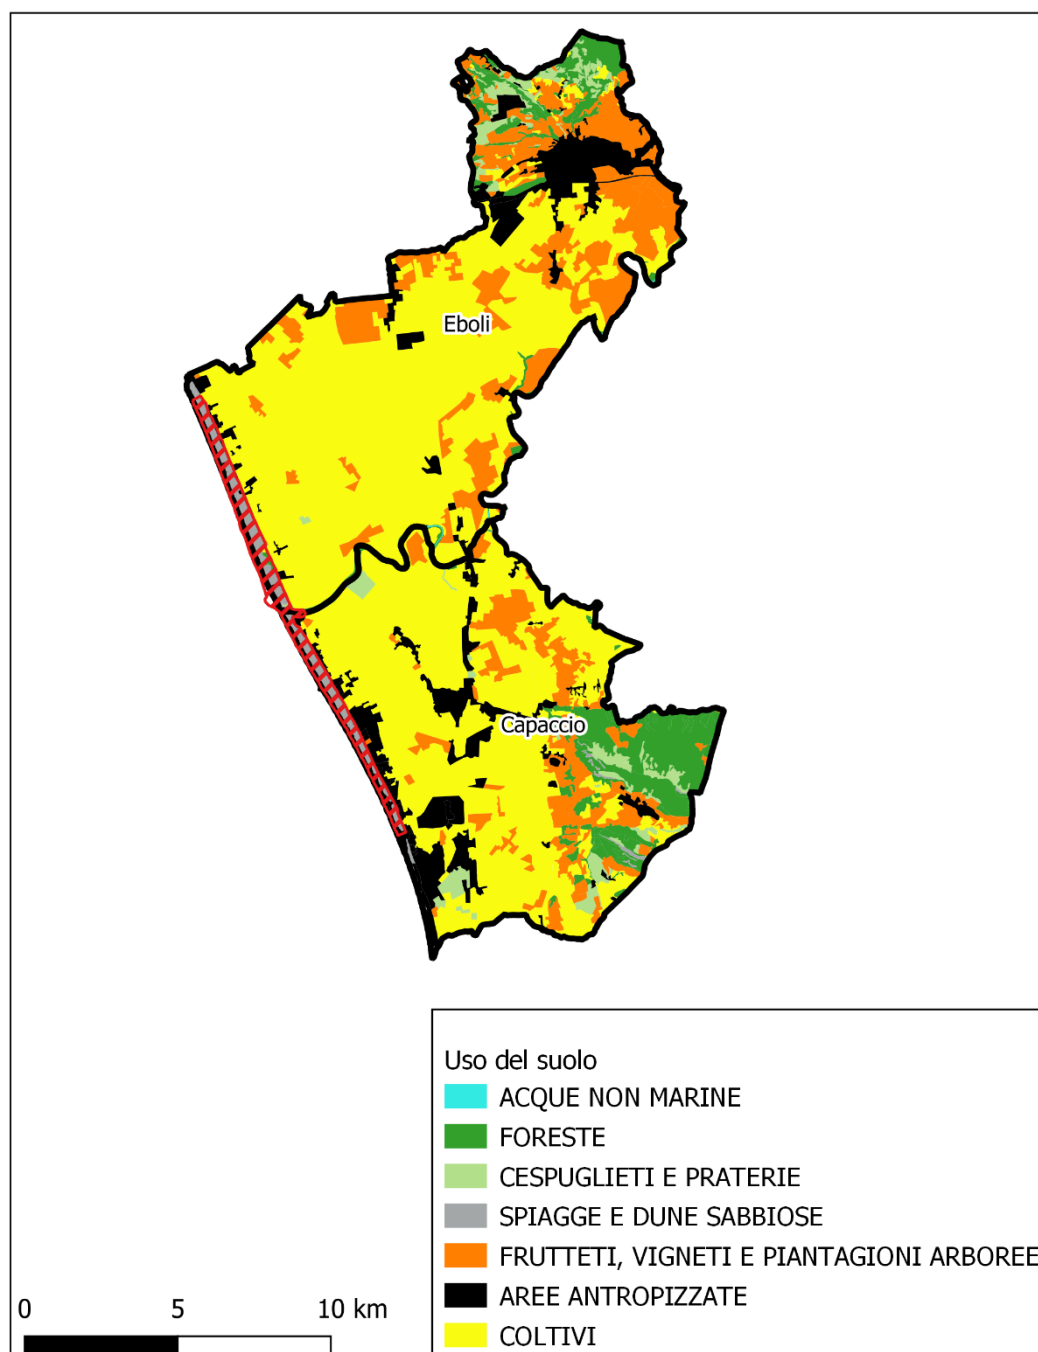 Eboli
Capaccio
Uso del suolo
ACQUE NON MARINE
FORESTE
CESPUGLIETI E PRATERIE
SPIAGGE E DUNE SABBIOSE
FRUTTETI, VIGNETI E PIANTAGIONI ARBOREE
AREE ANTROPIZZATE
COLTIVI
0 5 10 km